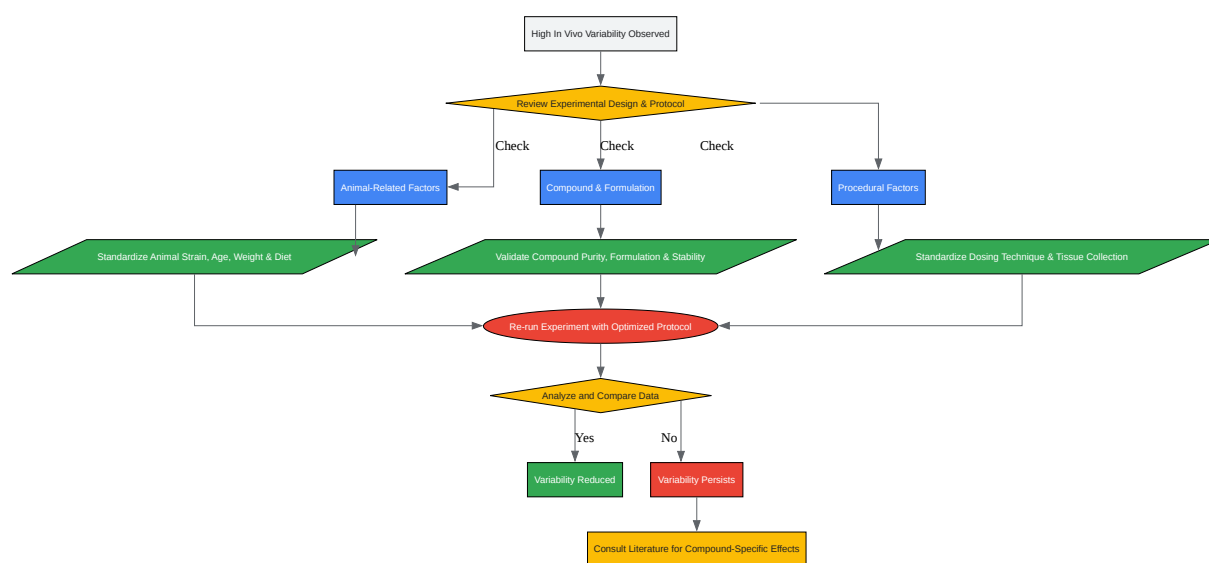 High In Vivo Variability Observed
Review Experimental Design & Protocol
Check
Check
Check
Animal-Related Factors
Compound & Formulation
Procedural Factors
Standardize Animal Strain, Age, Weight & Diet
Validate Compound Purity, Formulation & Stability
Standardize Dosing Technique & Tissue Collection
Re-run Experiment with Optimized Protocol
Analyze and Compare Data
Yes
No
Variability Reduced
Variability Persists
Consult Literature for Compound-Specific Effects